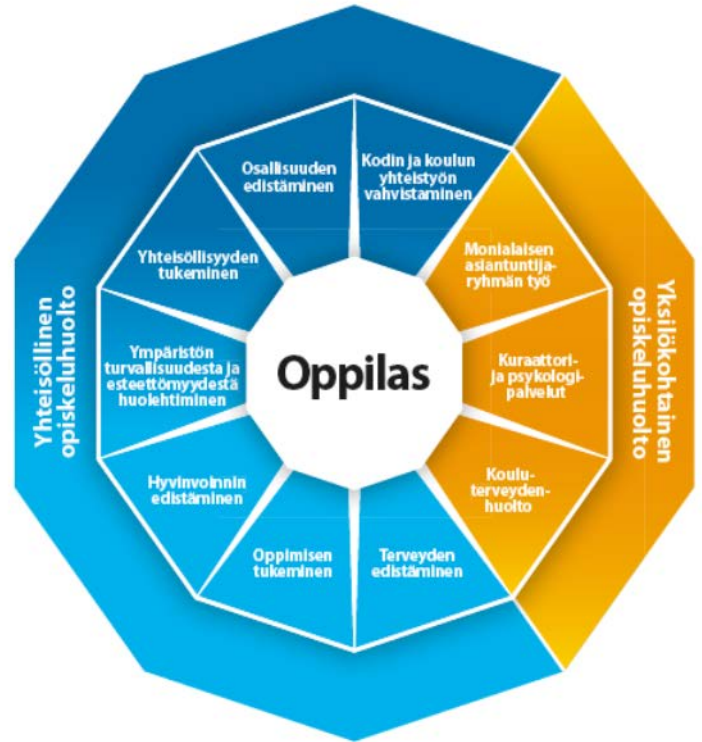 Osallisuuden
edistäminen
Kodin ja koulun
yhteistyön
vahvistaminen
Yhteisöllisyyden
tukeminen
Monialaisen
asiantuntija-
ryhmän työ
Yhteisöllinen
opiskeluhuolto
Ympäristön
turvallisuudesta ja
esteettömyydestä
huolehtiminen
Oppilas
Kuraattori-
ja psykologi-
palvelut
Yksilökohtainen
opiskeluhuolto
Hyvinvoinnin
edistäminen
Koulu-
terveyden-
huolto
Oppimisen
tukeminen
Terveyden
edistäminen